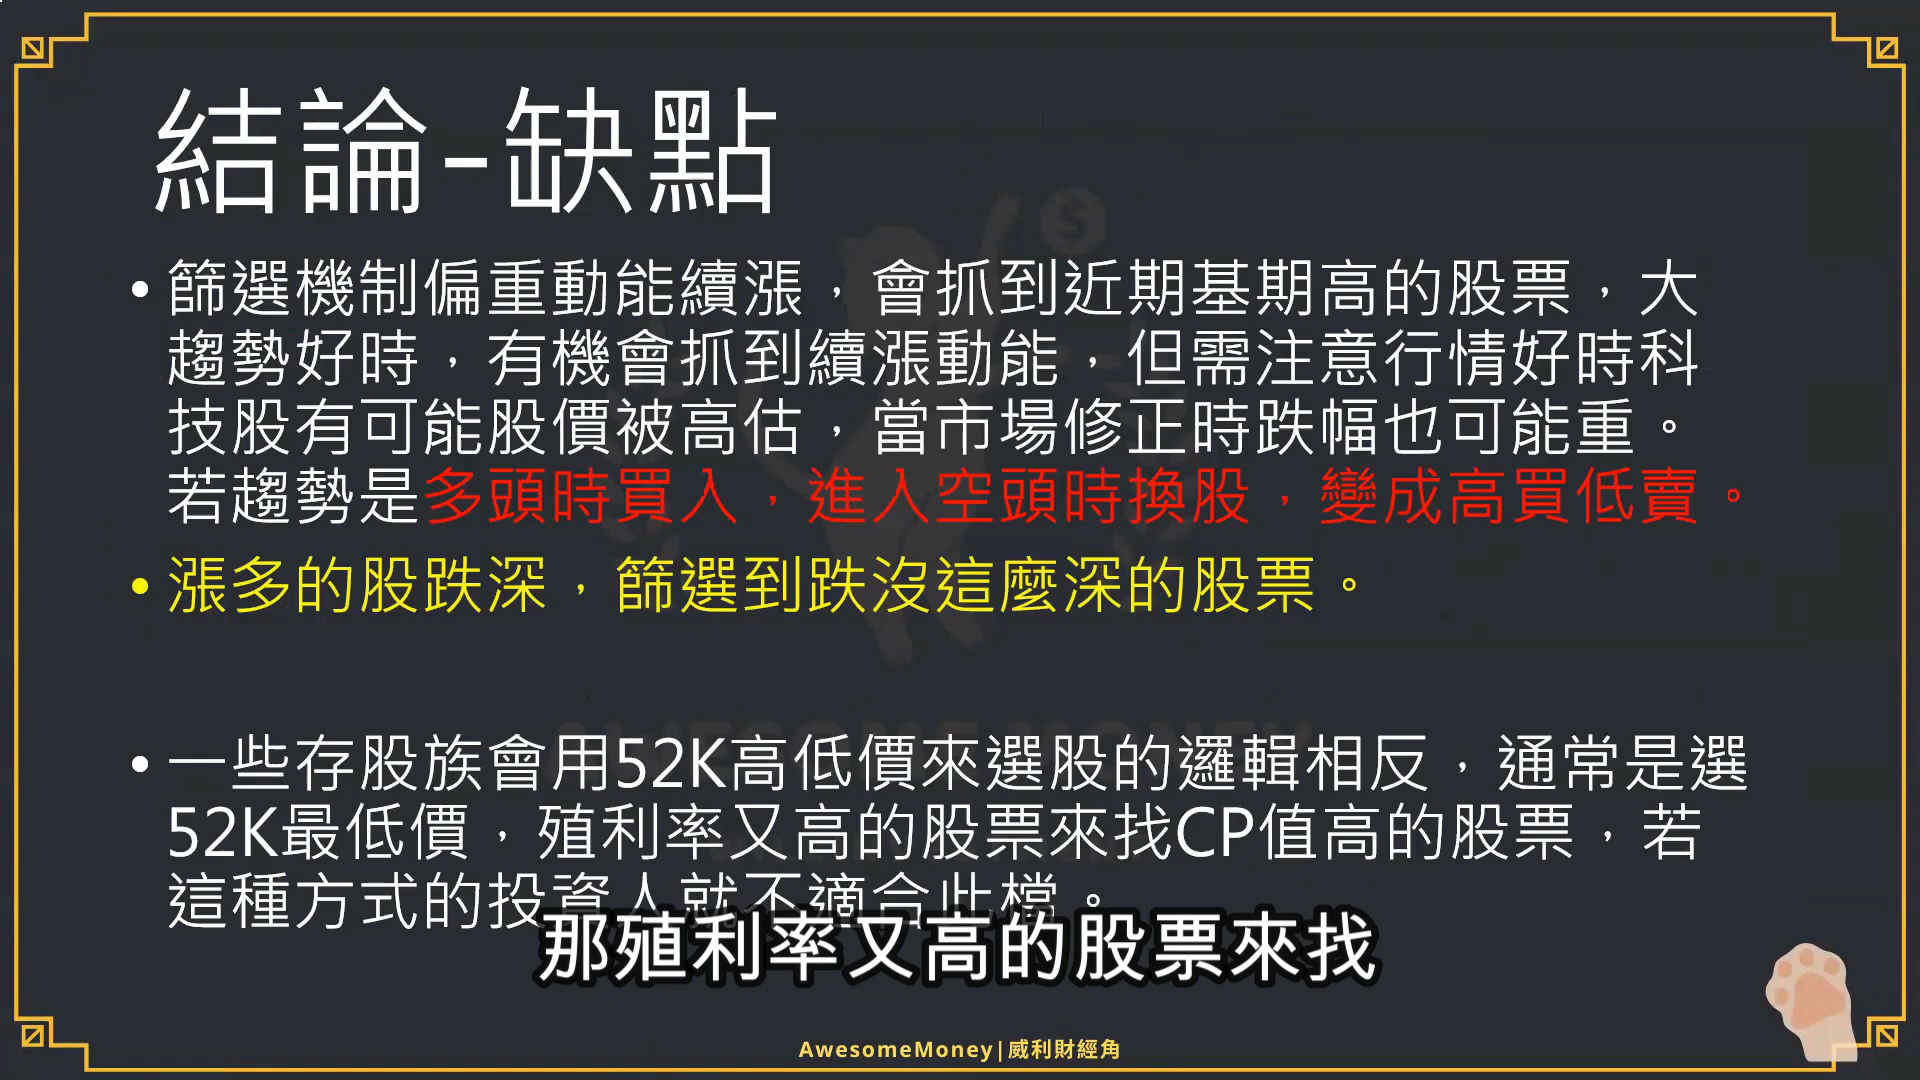 結論-缺點
•篩選機制偏重動能續漲，會抓到近期基期高的股票，大
趨勢好時，有機會抓到續漲動能，但需注意行情好時科
技股有可能股價被高估，當市場修正時跌幅也可能重。
若趨勢是多頭時買入，進入空頭時換股，變成高買低賣。
•漲多的股跌深，篩選到跌沒這麼深的股票。
•一些存股族會用52K高低價來選股的邏輯相反，通常是選
52K最低價，殖利率又高的股票來找CP值高的股票，若
這種方式的投資人就不適合此檔。
那殖利率又高的股票來找
AwesomeMoney|威利財經角